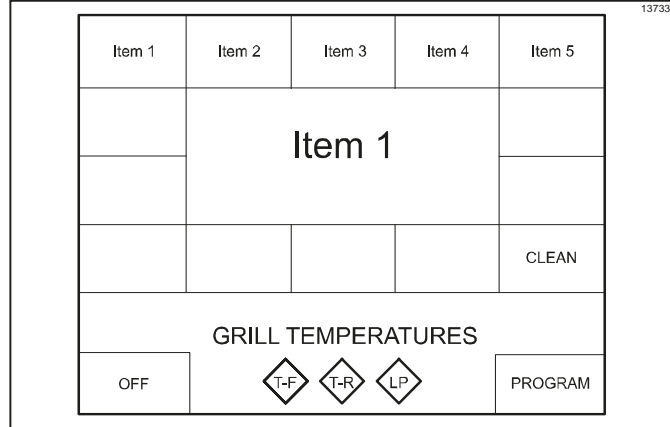 13733
Item 1 Item 2 Item 3 Item 4 Item 5
Item 1
CLEAN
GRILL TEMPERATURES
OFF T-F T-R LP PROGRAM